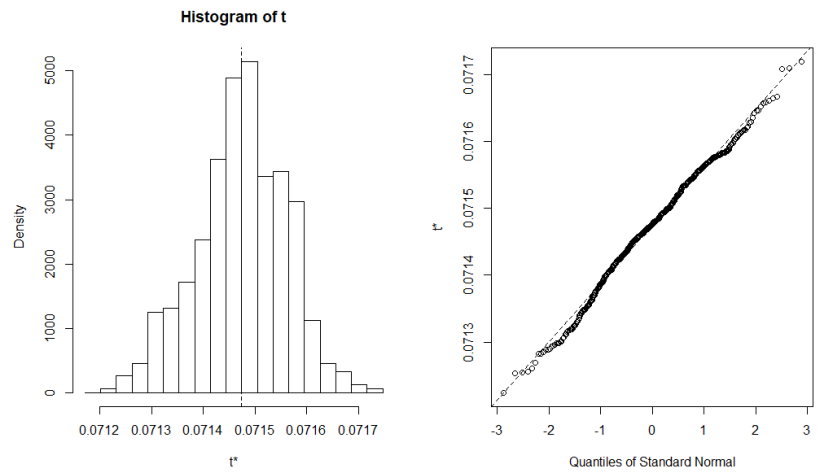 Histogram of t
Density
0
1000
2000
3000
4000
5000
0.0712 0.0713 0.0714 0.0715 0.0716 0.0717
t*
t*
0.0713
0.0714
0.0715
0.0716
0.0717
-3 -2 -1 0 1 2 3
Quantiles of Standard Normal